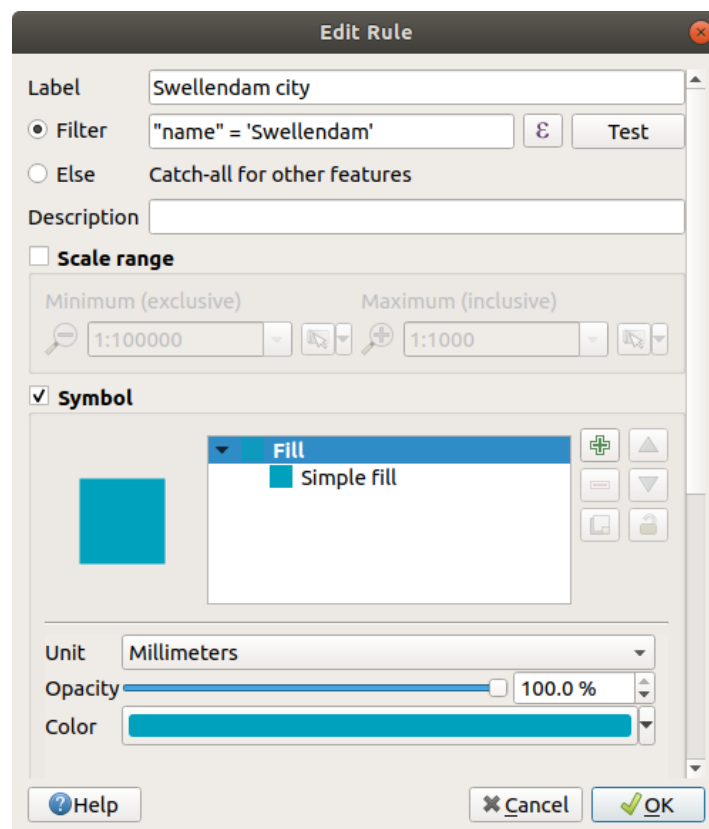 Edit Rule
Label Swellendam city
Filter "name" = 'Swellendam' ε Test
Else Catch-all for other features
Description
Scale range
Minimum (exclusive) Maximum (inclusive)
1:100000 1:1000
Symbol
Fill
Simple fill
Unit Millimeters
Opacity 100.0 %
Color
Help Cancel OK